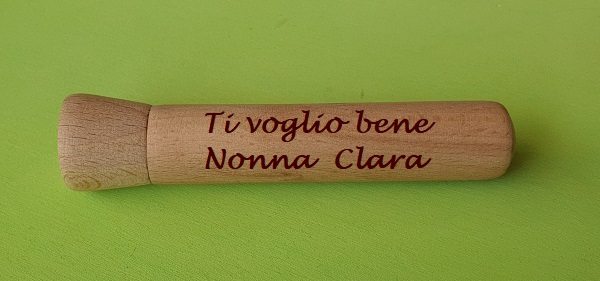 Ti voglio bene
Nonna Clara